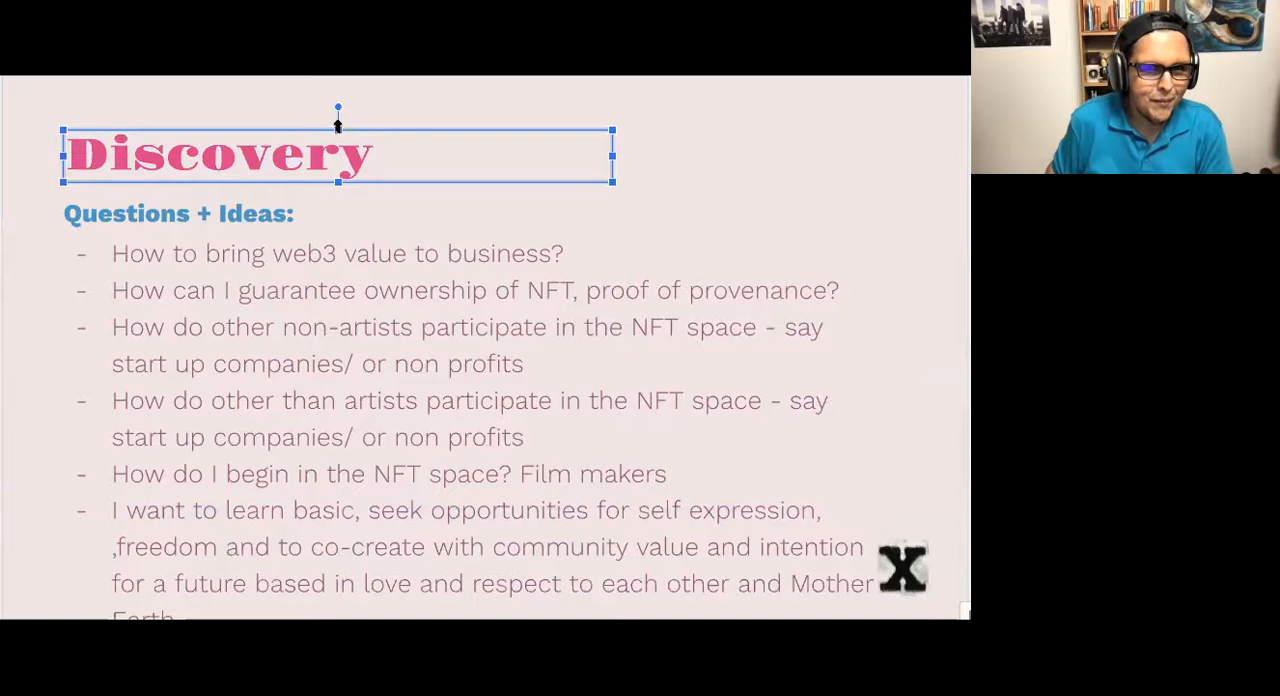 QUAKE
Discovery
Questions + Ideas:
- How to bring web3 value to business?
- How can I guarantee ownership of NFT, proof of provenance?
- How do other non-artists participate in the NFT space - say
start up companies/ or non profits
- How do other than artists participate in the NFT space - say
start up companies/ or non profits
- How do I begin in the NFT space? Film makers
- I want to learn basic, seek opportunities for self expression,
,freedom and to co-create with community value and intention
for a future based in love and respect to each other and Mother
Earth
X